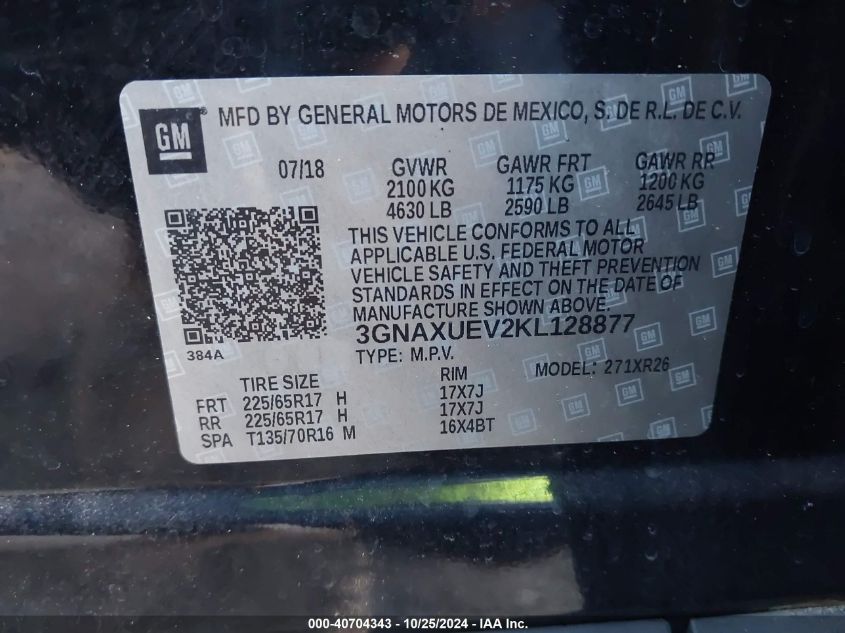 GM
MFD BY GENERAL MOTORS DE MEXICO, S. DE R.L. DE C.V.
07/18 GVWR GAWR FRT GAWR RR
2100 KG 1175 KG 1200 KG
4630 LB 2590 LB 2645 LB
THIS VEHICLE CONFORMS TO ALL
APPLICABLE U.S. FEDERAL MOTOR
VEHICLE SAFETY AND THEFT PREVENTION
STANDARDS IN EFFECT ON THE DATE OF
MANUFACTURE SHOWN ABOVE.
3GNAXUEV2KL128877
384A
TYPE: M.P.V. MODEL: 271XR26
TIRE SIZE RIM
FRT 225/65R17 H 17X7J
RR 225/65R17 H 17X7J
SPA T135/70R16 M 16X4BT
000-40704343 - 10/25/2024 - IAA Inc.